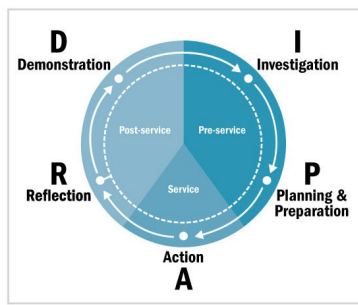 D
Demonstration
I
Investigation
Post-service
Pre-service
Service
R
Reflection
P
Planning &
Preparation
Action
A